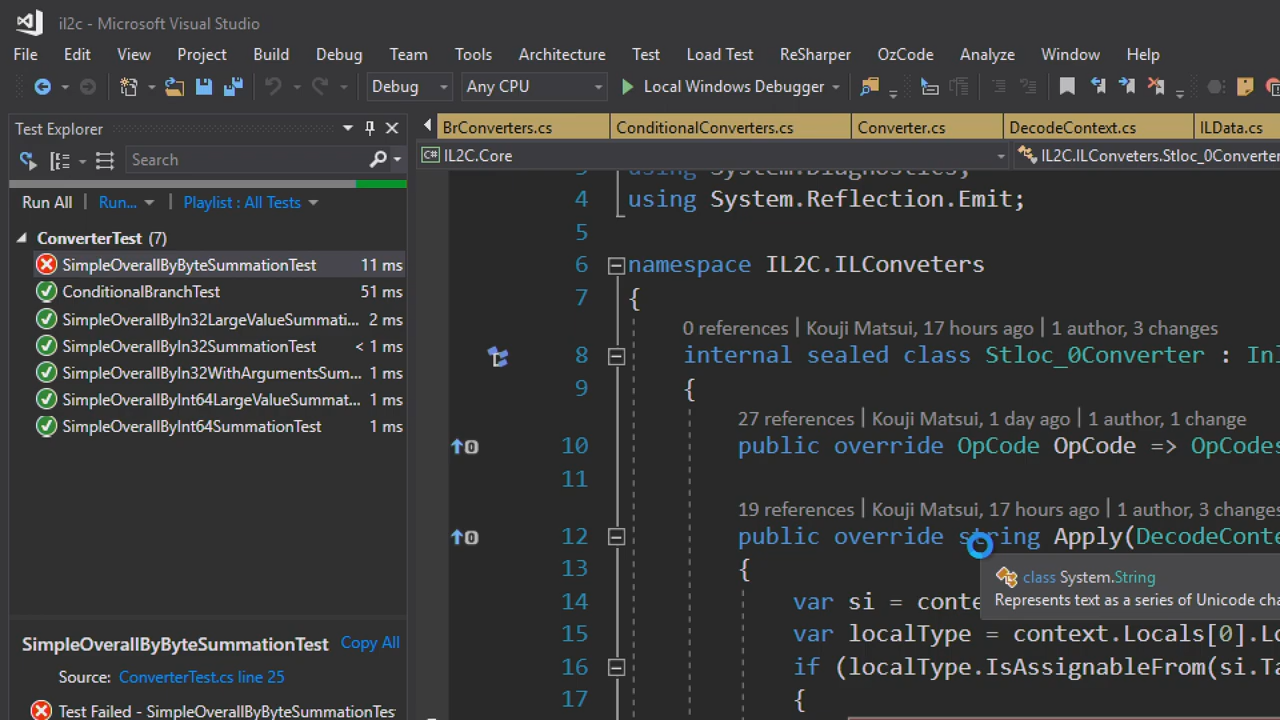 il2c - Microsoft Visual Studio
File Edit View Project Build Debug Team Tools Architecture Test Load Test ReSharper OzCode Analyze Window Help
Debug Any CPU Local Windows Debugger
Test Explorer
BrConverters.cs ConditionalConverters.cs Converter.cs DecodeContext.cs ILData.cs
Search
C# IL2C.Core IL2C.ILConveters.Stloc_0Converter
Run All | Run... | Playlist : All Tests
using System.Diagnostics;
4 using System.Reflection.Emit;
5
ConverterTest (7)
SimpleOverallByByteSummationTest 11 ms
ConditionalBranchTest 51 ms
SimpleOverallByIn32LargeValueSummati... 2 ms
SimpleOverallByIn32SummationTest < 1 ms
SimpleOverallByIn32WithArgumentsSum... 1 ms
SimpleOverallByInt64LargeValueSummat... 1 ms
SimpleOverallByInt64SummationTest 1 ms
6 namespace IL2C.ILConveters
7 {
0 references | Kouji Matsui, 17 hours ago | 1 author, 3 changes
8 internal sealed class Stloc_0Converter : Inl
9 {
27 references | Kouji Matsui, 1 day ago | 1 author, 1 change
10 public override OpCode OpCode => OpCodes
11
19 references | Kouji Matsui, 17 hours ago | 1 author, 3 changes
12 public override string Apply(DecodeConte
13 {
class System.String
Represents text as a series of Unicode cha
14 var si = conte
15 var localType = context.Locals[0].Lo
16 if (localType.IsAssignableFrom(si.Ta
17 {
SimpleOverallByByteSummationTest Copy All
Source: ConverterTest.cs line 25
Test Failed - SimpleOverallByByteSummationTes